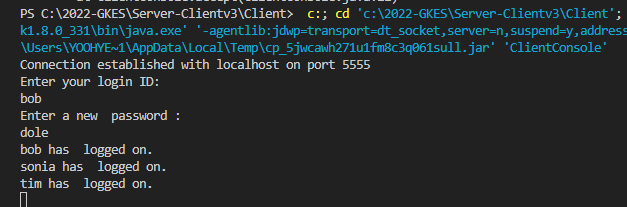 PS C:\2022-GKES\Server-Clientv3\Client>  c:; cd 'c:\2022-GKES\Server-Clientv3\Client';
k1.8.0_331\bin\java.exe' '-agentlib:jdwp=transport=dt_socket,server=n,suspend=y,address
\Users\YOOHYE~1\AppData\Local\Temp\cp_5jwcawh271u1fm8c3q061sull.jar' 'ClientConsole'
Connection established with localhost on port 5555
Enter your login ID:
bob
Enter a new  password :
dole
bob has  logged on.
sonia has  logged on.
tim has  logged on.